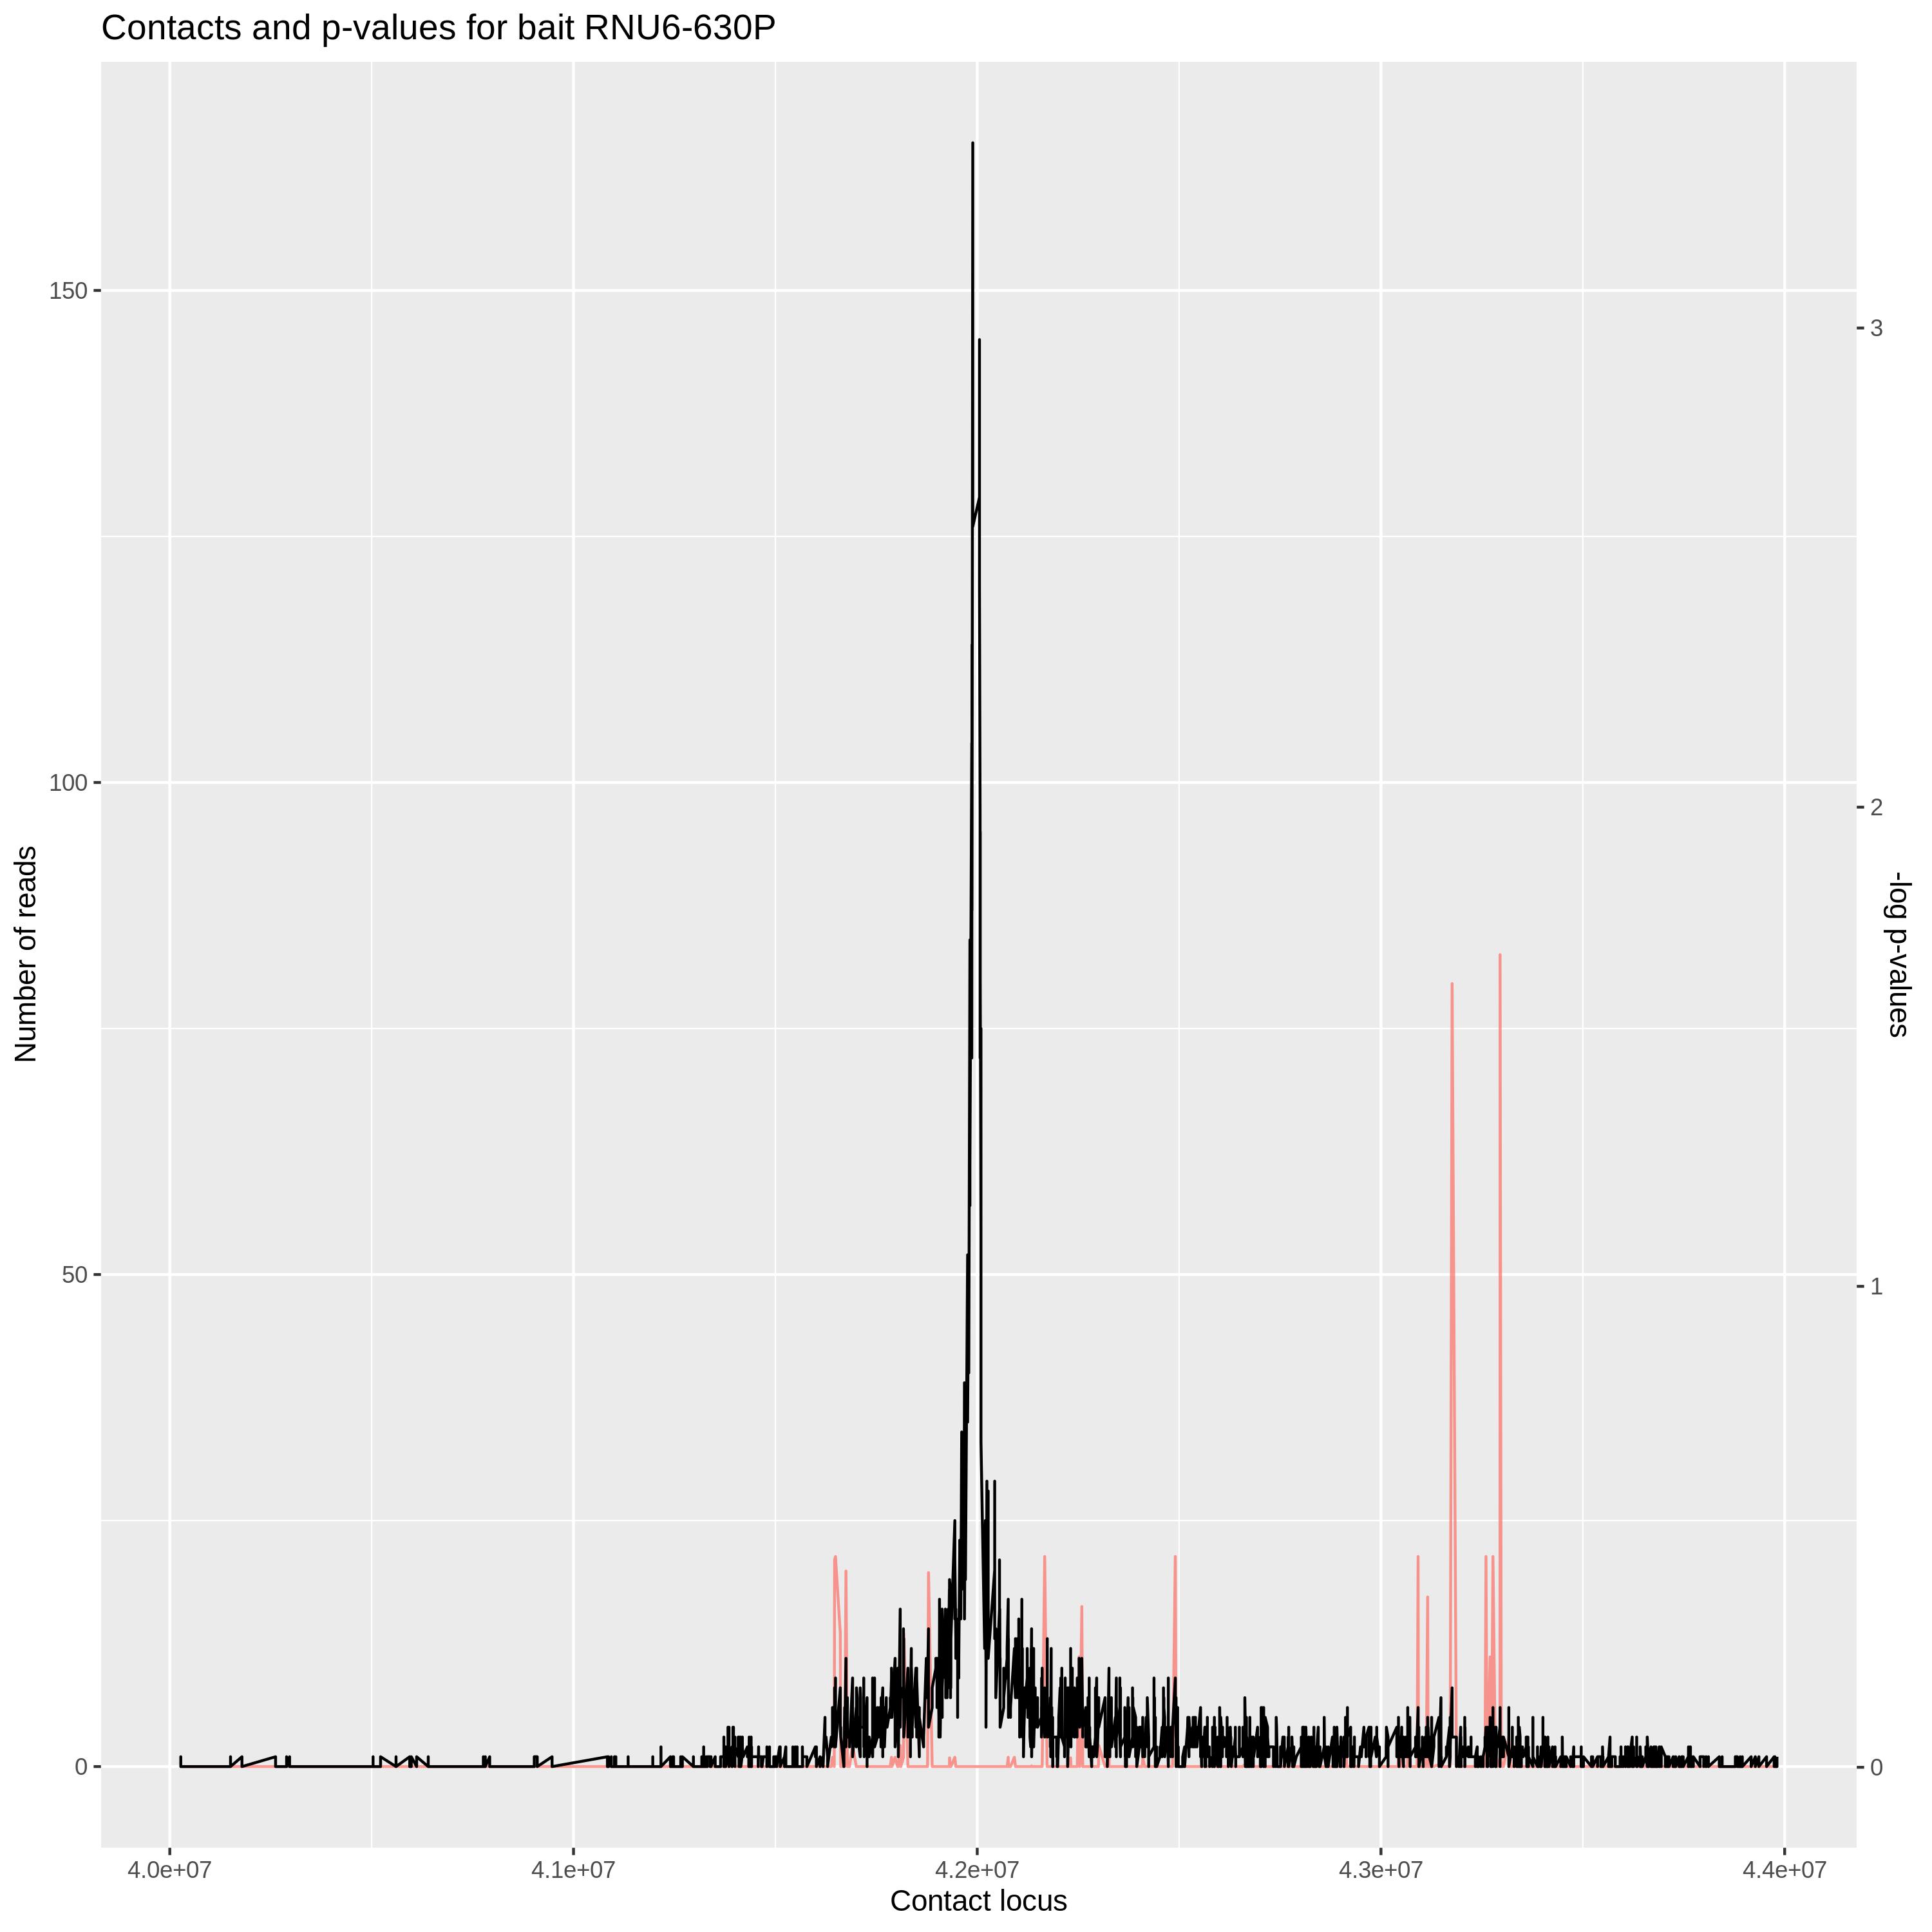 Contacts and p-values for bait RNU6-630P
150
100
50
0
Number of reads
3
2
1
0
-log p-values
4.0e+07
4.1e+07
4.2e+07
4.3e+07
4.4e+07
Contact locus